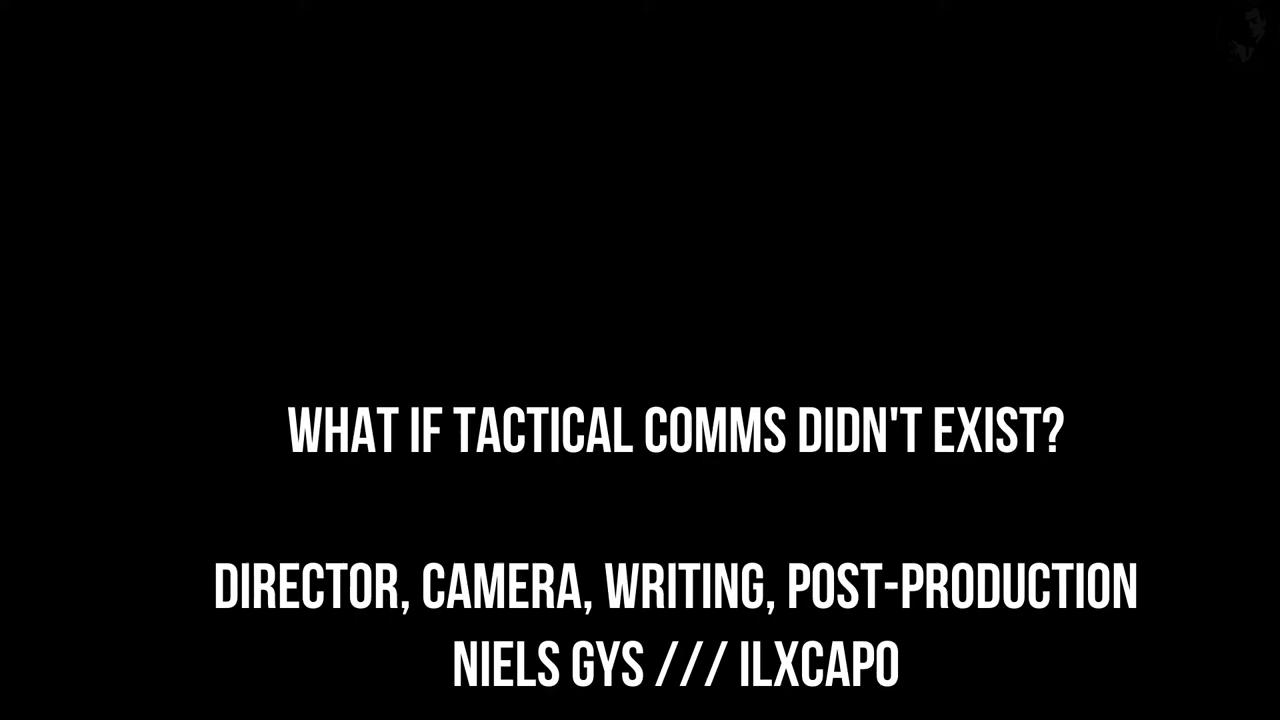 WHAT IF TACTICAL COMMS DIDN'T EXIST?
DIRECTOR, CAMERA, WRITING, POST-PRODUCTION
NIELS GYS /// ILXCAPO